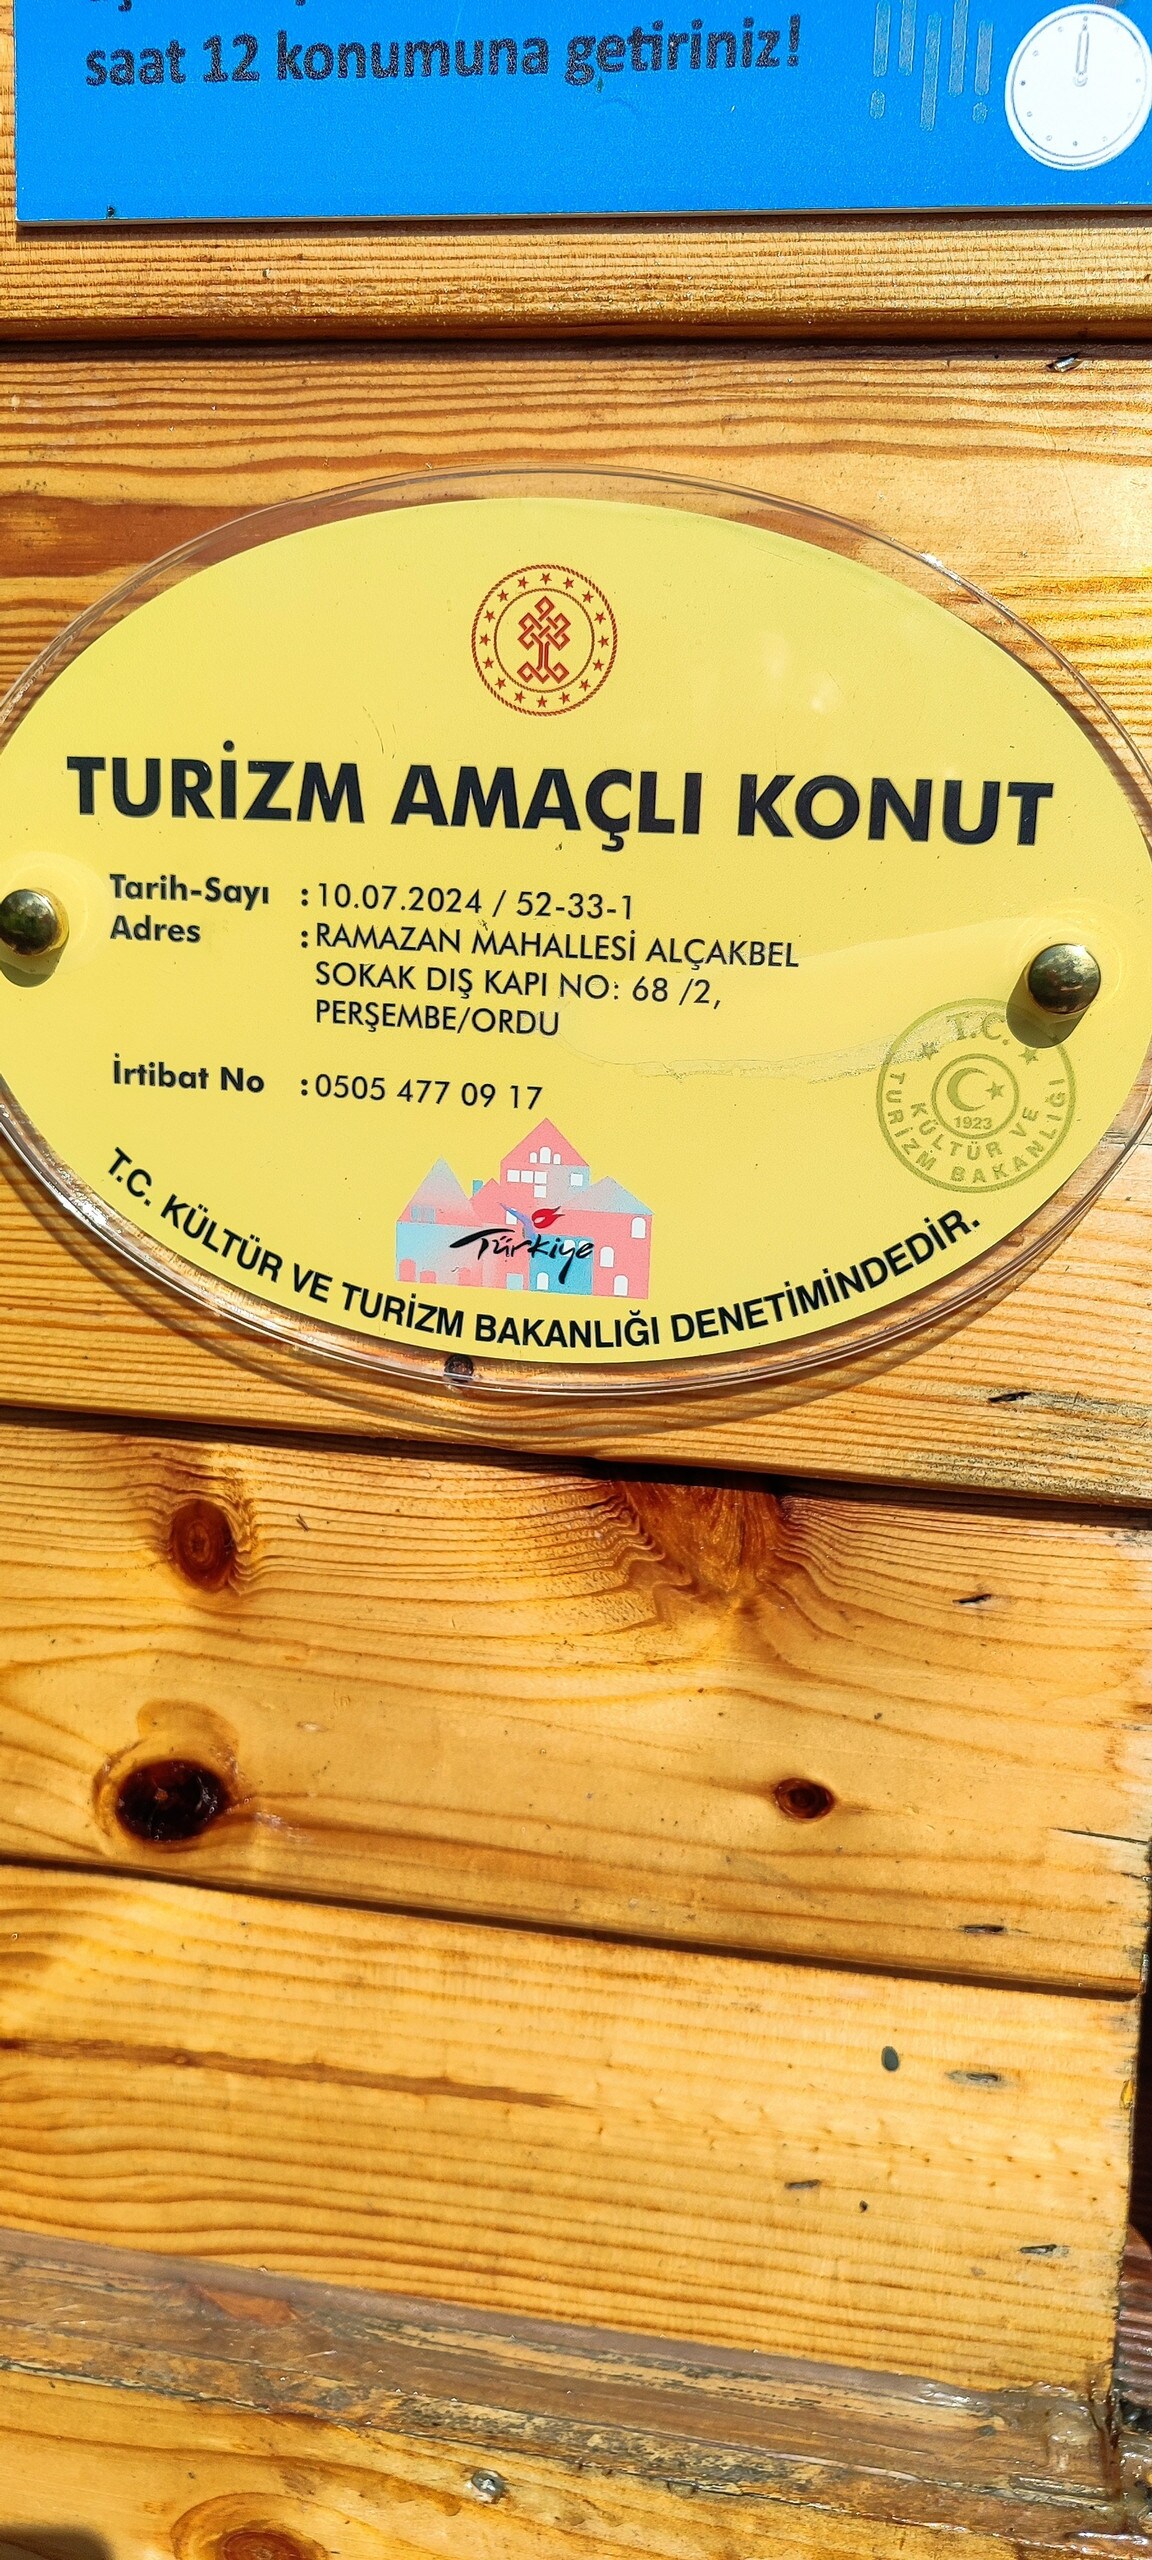 saat 12 konumuna getiriniz!
TURİZM AMAÇLI KONUT
Tarih-Sayı : 10.07.2024 / 52-33-1
Adres : RAMAZAN MAHALLESİ ALÇAKBEL
SOKAK DIŞ KAPI NO: 68 /2,
PERŞEMBE/ORDU
İrtibat No : 0505 477 09 17
T.C.
KÜLTÜR VE
TURİZM BAKANLIĞI
1923
Türkiye
T.C. KÜLTÜR VE TURİZM BAKANLIĞI DENETİMİNDEDİR.